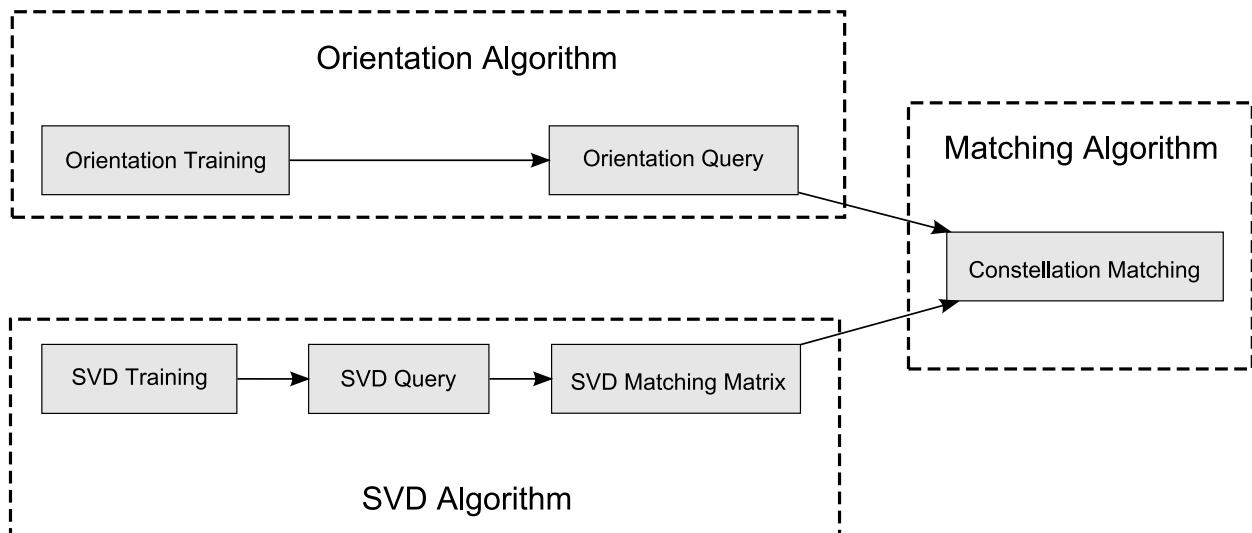 Orientation Algorithm
Orientation Training
Orientation Query
Matching Algorithm
Constellation Matching
SVD Training
SVD Query
SVD Matching Matrix
SVD Algorithm